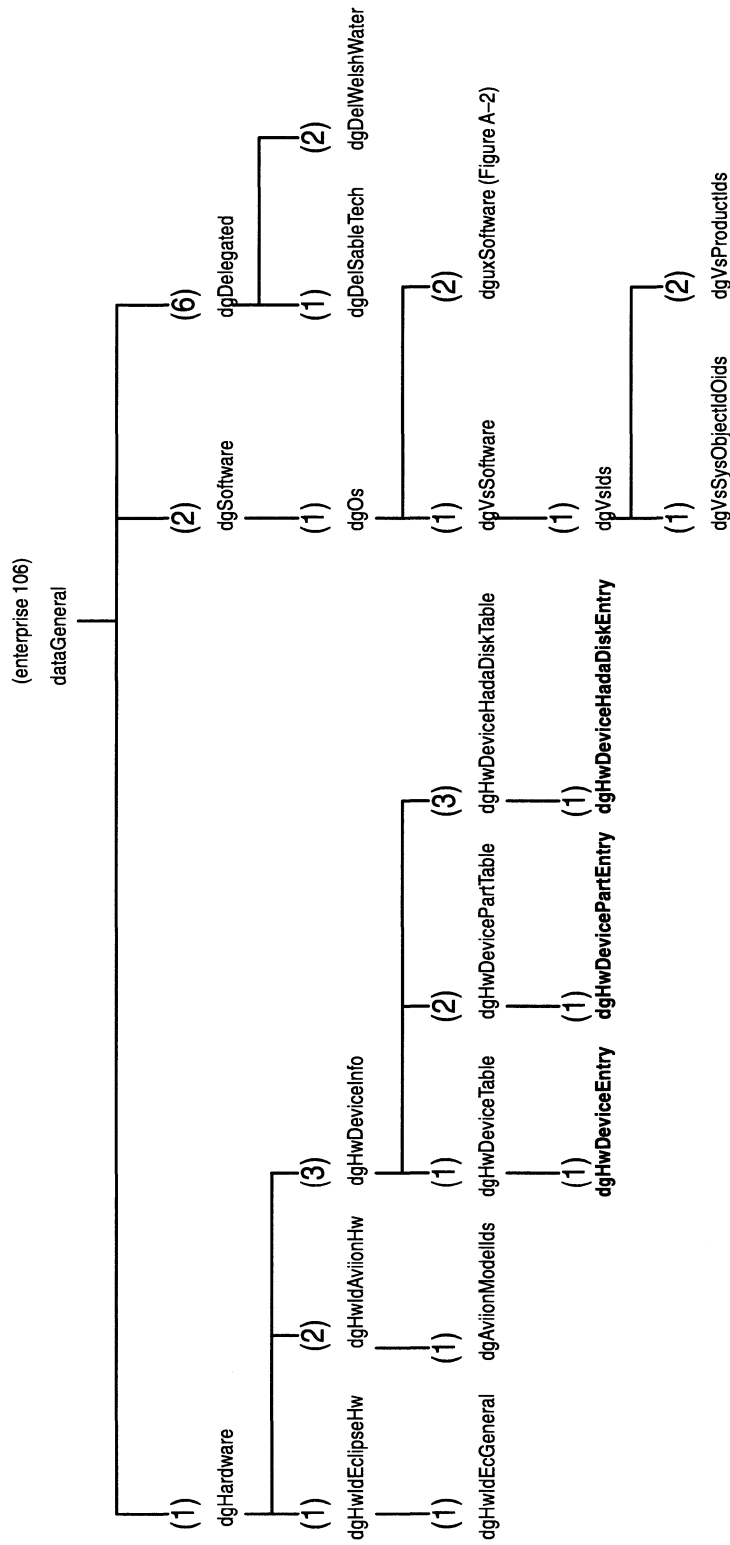 (enterprise 106)
dataGeneral
(1) (2) (6)
dgHardware dgSoftware dgDelegated
(1) (2) (3) (1) (1) (2)
dgHwIdEclipseHw dgHwIdAviionHw dgHwDeviceInfo dgOs dgDelSableTech dgDelWelshWater
(1) (1) (1) (2) (3) (1) (2)
dgHwIdEcGeneral dgAviionModelIds dgHwDeviceTable dgHwDevicePartTable dgHwDeviceHadaDiskTable dgVsSoftware dguxSoftware (Figure A–2)
(1) (1) (1) (1)
dgHwDeviceEntry dgHwDevicePartEntry dgHwDeviceHadaDiskEntry dgVsIds
(1) (2)
dgVsSysObjectIdOids dgVsProductIds